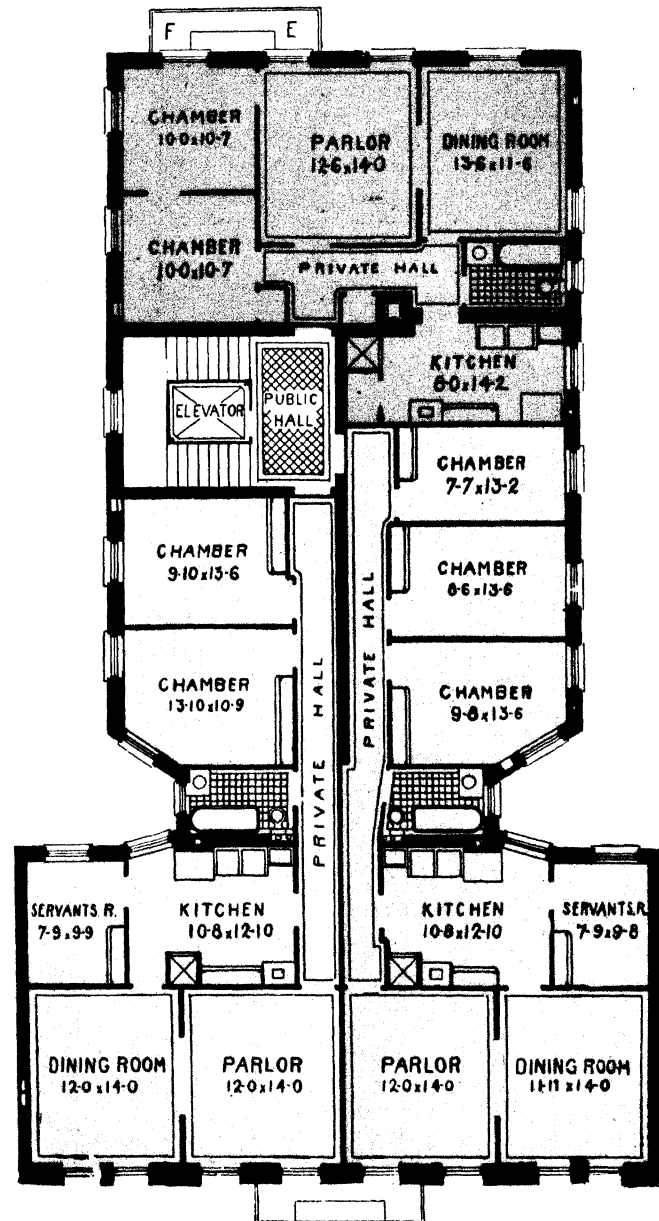 F E
CHAMBER
10-0x10-7
PARLOR
12-6x14-0
DINING ROOM
13-6x11-6
CHAMBER
10-0x10-7
PRIVATE HALL
KITCHEN
8-0x14-2
ELEVATOR
PUBLIC
HALL
CHAMBER
7-7x13-2
CHAMBER
9-10x13-6
CHAMBER
8-6x13-6
CHAMBER
13-10x10-9
CHAMBER
9-8x13-6
PRIVATE HALL
PRIVATE HALL
SERVANTS. R.
7-9x9-9
KITCHEN
10-8x12-10
KITCHEN
10-8x12-10
SERVANTS.R.
7-9x9-8
DINING ROOM
12-0x14-0
PARLOR
12-0x14-0
PARLOR
12-0x14-0
DINING ROOM
11-11x14-0